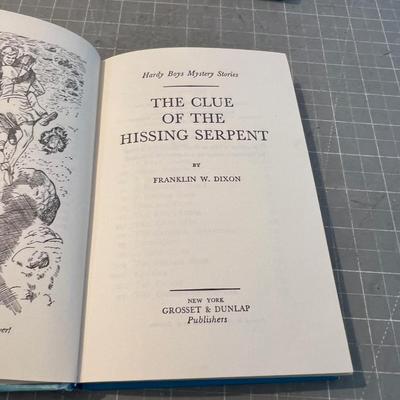 Hardy Boys Mystery Stories
THE CLUE
OF THE
HISSING SERPENT
BY
FRANKLIN W. DIXON
NEW YORK
GROSSET & DUNLAP
Publishers